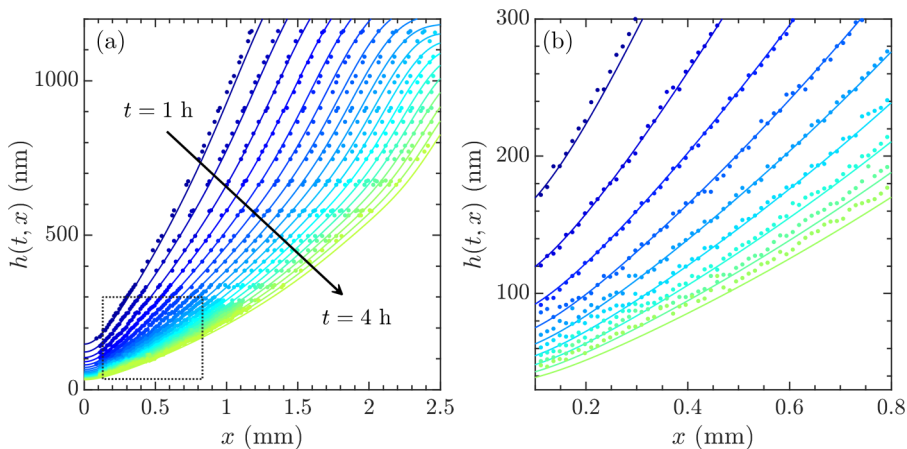 (a)
1000
500
0
h(t, x) (nm)
t = 1 h
t = 4 h
0 0.5 1 1.5 2 2.5
x (mm)
(b)
300
200
100
h(t, x) (nm)
0.2 0.4 0.6 0.8
x (mm)